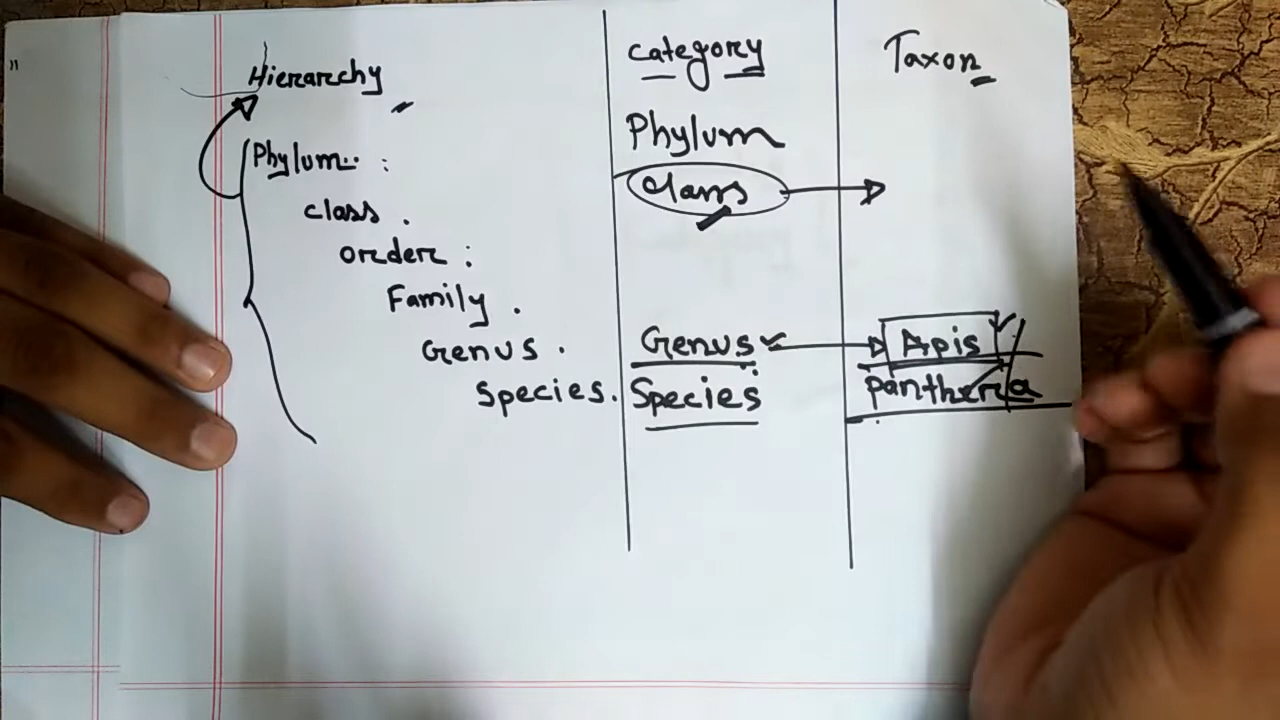 Hierarchy
Phylum :
class .
order :
Family .
Genus .
Species .
Category
Phylum
Class
Genus
Species
Taxon
Apis
Panthera